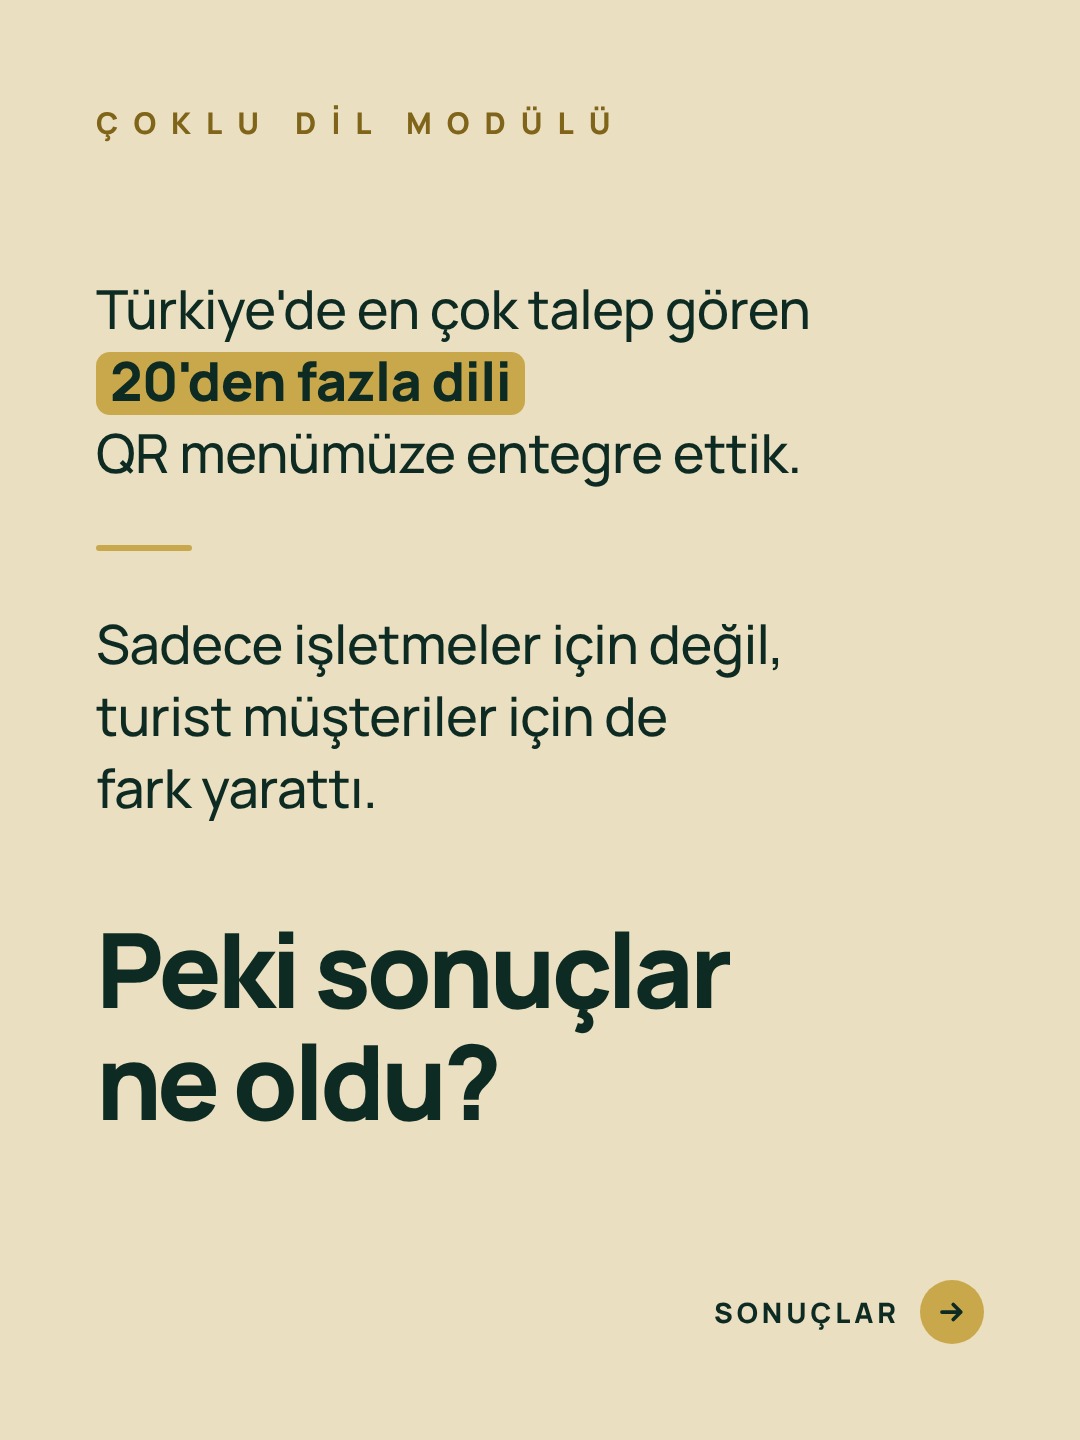 ÇOKLU DİL MODÜLÜ
Türkiye'de en çok talep gören
20'den fazla dili
QR menümüze entegre ettik.
Sadece işletmeler için değil,
turist müşteriler için de
fark yarattı.
Peki sonuçlar
ne oldu?
SONUÇLAR